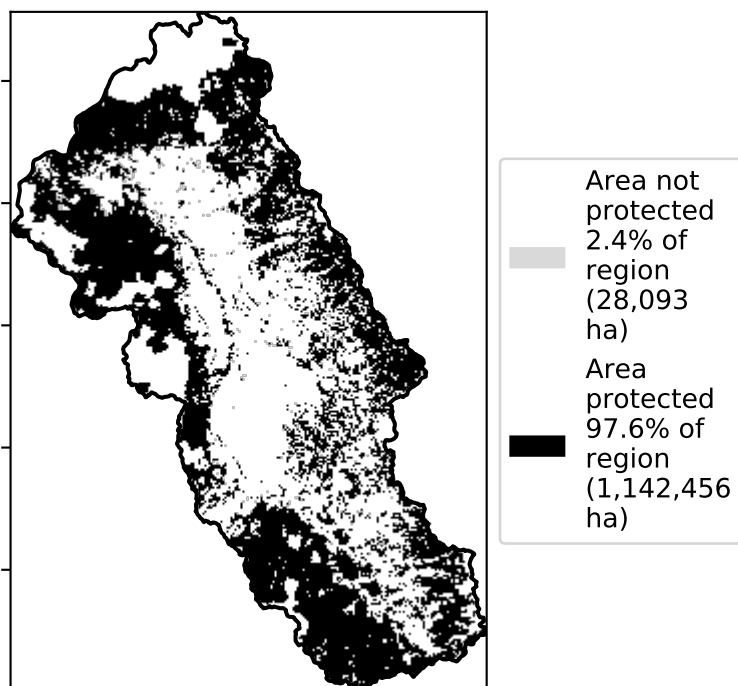 Area not
protected
2.4% of
region
(28,093
ha)
Area
protected
97.6% of
region
(1,142,456
ha)